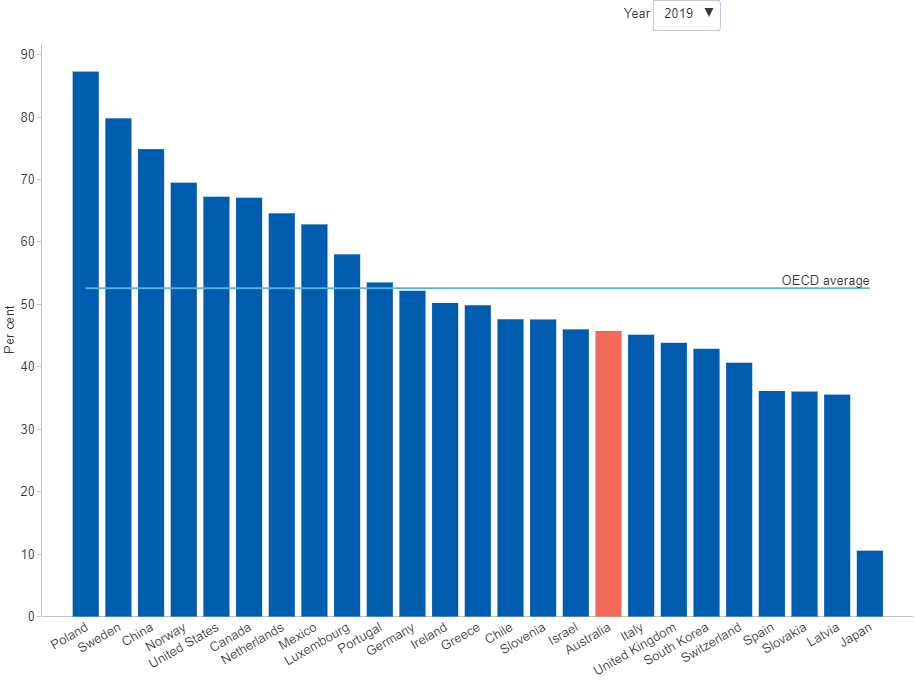 Year 2019 ▼
90
80
70
60
50
40
30
20
10
0
Per cent
OECD average
Poland
Sweden
China
Norway
United States
Canada
Netherlands
Mexico
Luxembourg
Portugal
Germany
Ireland
Greece
Chile
Slovenia
Israel
Australia
Italy
United Kingdom
South Korea
Switzerland
Spain
Slovakia
Latvia
Japan